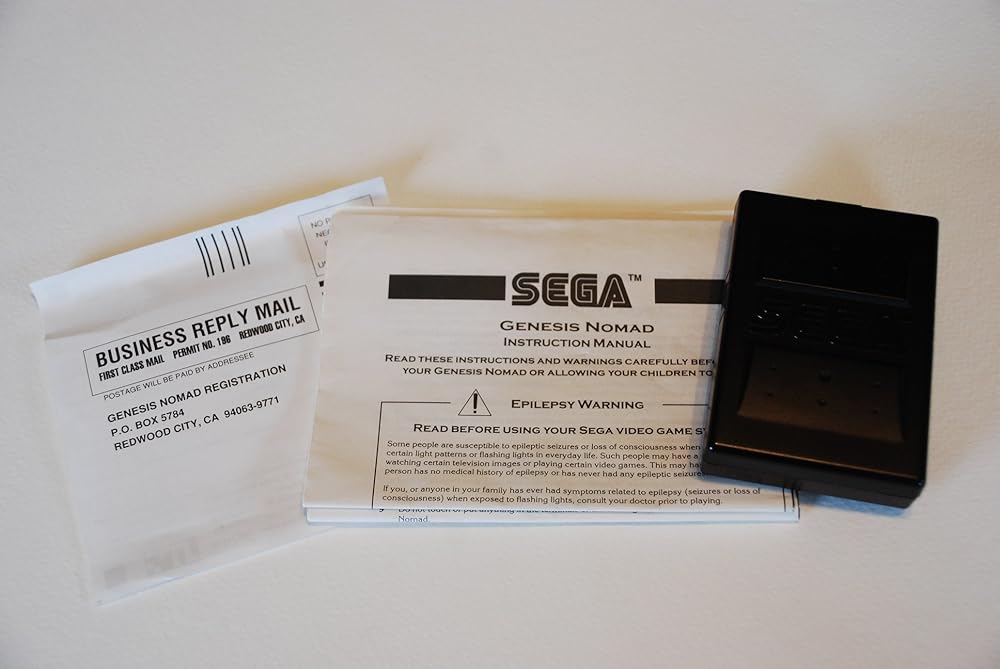 BUSINESS REPLY MAIL
FIRST CLASS MAIL PERMIT NO. 196 REDWOOD CITY, CA
POSTAGE WILL BE PAID BY ADDRESSEE
GENESIS NOMAD REGISTRATION
P.O. BOX 5784
REDWOOD CITY, CA 94063-9771
NO
SEGA™
GENESIS NOMAD
INSTRUCTION MANUAL
READ THESE INSTRUCTIONS AND WARNINGS CAREFULLY
YOUR GENESIS NOMAD OR ALLOWING YOUR CHILDREN TO
EPILEPSY WARNING
READ BEFORE USING YOUR SEGA VIDEO GAME
Some people are susceptible to epileptic seizures or loss of consciousness when
certain light patterns or flashing lights in everyday life. Such people may have a
watching certain television images or playing certain video games. This may
person has no medical history of epilepsy or has never had any epileptic
If you, or anyone in your family has ever had symptoms related to epilepsy (seizures or loss of
consciousness) when exposed to flashing lights, consult your doctor prior to playing.
Nomad.
SEGA